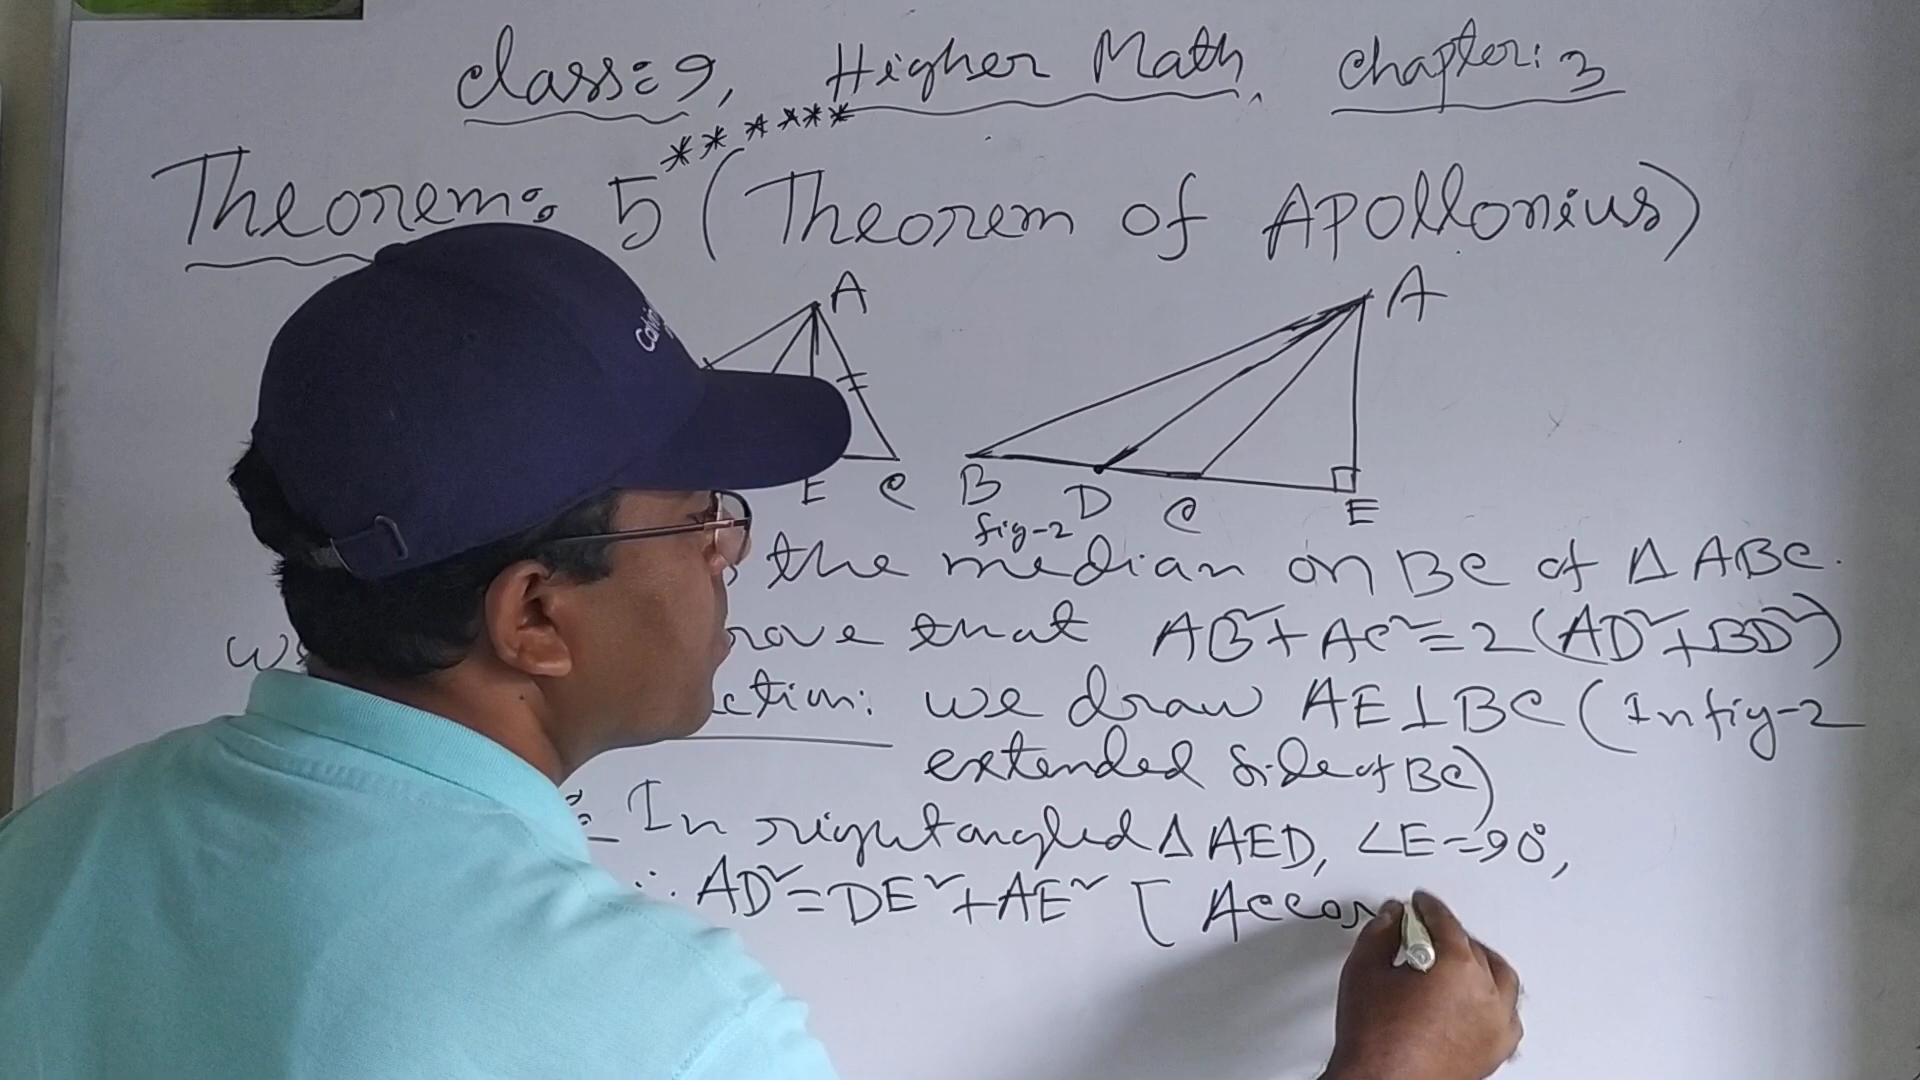 class: 9, Higher Math, chapter: 3
******
Theorem: 5 (Theorem of Apollonius)
A
A
E C
B D C E
fig-2
the median on BC of Δ ABC.
that AB²+AC²=2(AD²+BD²)
we draw AE⊥BC (In fig-2
extended side of BC)
In rightangled Δ AED, ∠E=90°,
∴ AD²=DE²+AE² [ Accor